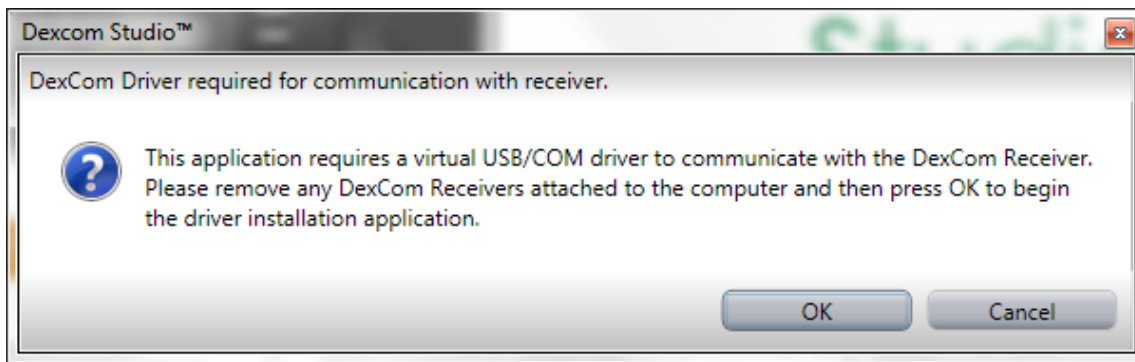 Dexcom Studio™
DexCom Driver required for communication with receiver.
This application requires a virtual USB/COM driver to communicate with the DexCom Receiver.
Please remove any DexCom Receivers attached to the computer and then press OK to begin
the driver installation application.
OK
Cancel